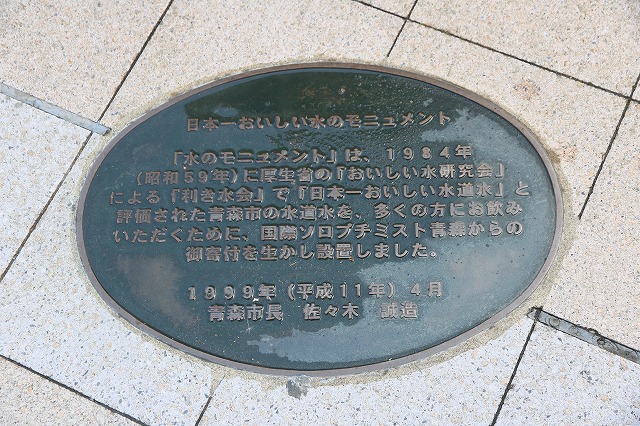 日本一おいしい水のモニュメント
「水のモニュメント」は、1984年
(昭和59年)に厚生省の「おいしい水研究会」
による「利き水会」で「日本一おいしい水道水」と
評価された青森市の水道水を、多くの方にお飲み
いただくために、国際ソロプチミスト青森からの
御寄付を生かし設置しました。
1999年(平成11年)4月
青森市長 佐々木 誠造